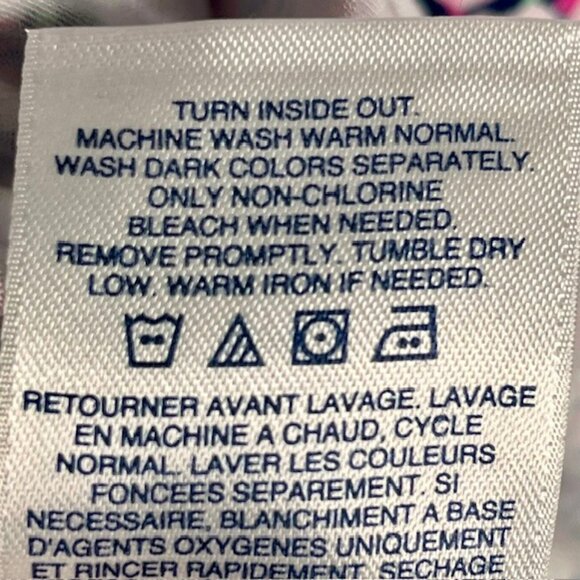 TURN INSIDE OUT.
MACHINE WASH WARM NORMAL.
WASH DARK COLORS SEPARATELY.
ONLY NON-CHLORINE
BLEACH WHEN NEEDED.
REMOVE PROMPTLY. TUMBLE DRY
LOW. WARM IRON IF NEEDED.
RETOURNER AVANT LAVAGE. LAVAGE
EN MACHINE A CHAUD, CYCLE
NORMAL. LAVER LES COULEURS
FONCEES SEPAREMENT. SI
NECESSAIRE, BLANCHIMENT A BASE
D'AGENTS OXYGENES UNIQUEMENT
ET RINCER RAPIDEMENT. SECHAGE